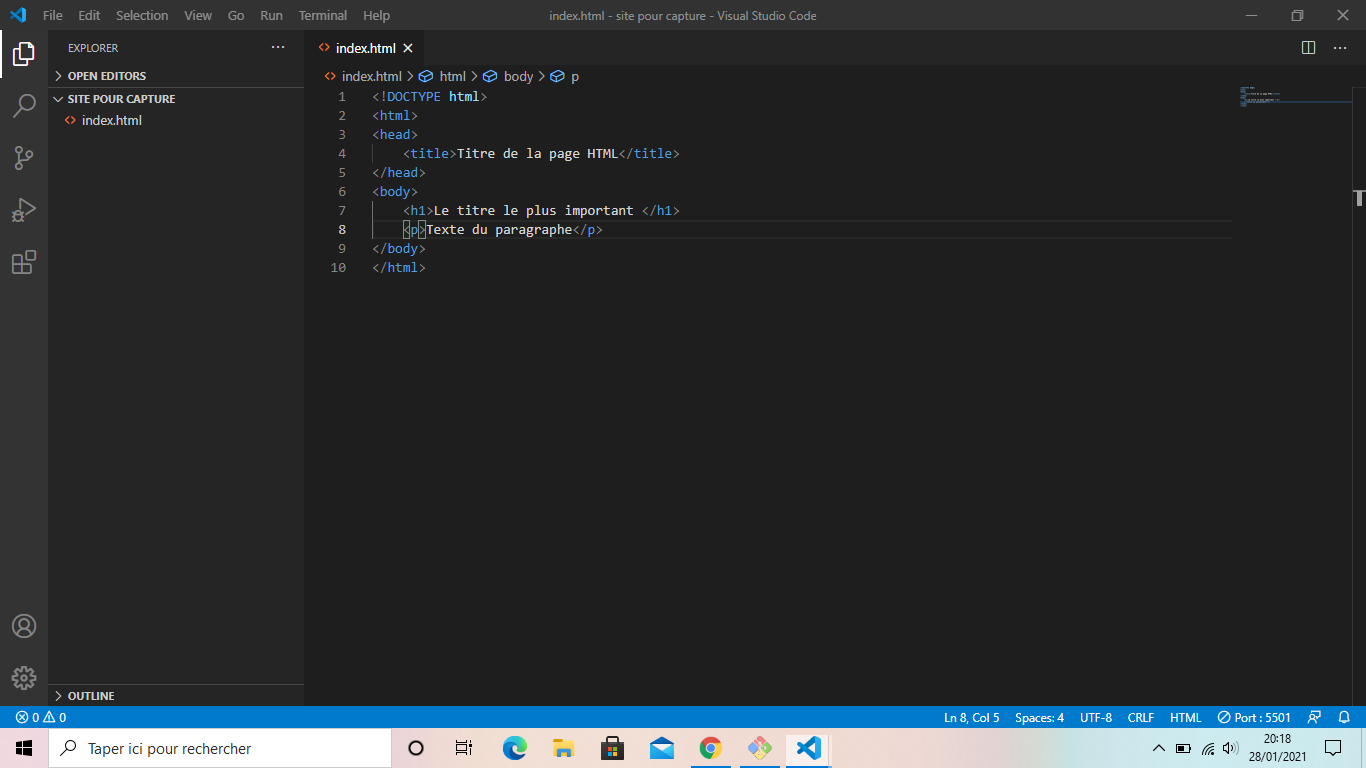 File Edit Selection View Go Run Terminal Help index.html - site pour capture - Visual Studio Code
EXPLORER
OPEN EDITORS
SITE POUR CAPTURE
index.html
OUTLINE
index.html
index.html html body p
1 <!DOCTYPE html>
2 <html>
3 <head>
4 <title>Titre de la page HTML</title>
5 </head>
6 <body>
7 <h1>Le titre le plus important </h1>
8 <p>Texte du paragraphe</p>
9 </body>
10 </html>
0 0 Ln 8, Col 5 Spaces: 4 UTF-8 CRLF HTML Port : 5501
Taper ici pour rechercher
20:18
28/01/2021